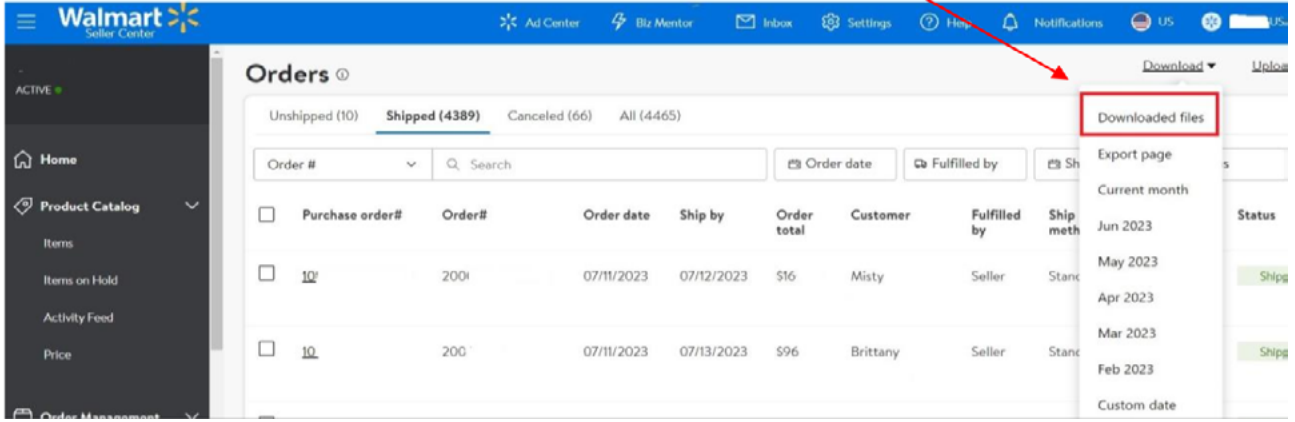 Walmart
Seller Center
Ad Center
Biz Mentor
Inbox
Settings
Help
Notifications
US
ACTIVE
Home
Product Catalog
Items
Items on Hold
Activity Feed
Price
Order Management
Orders
Download
Unshipped (10) Shipped (4389) Canceled (66) All (4465)
Order # Search Order date Fulfilled by
Purchase order# Order# Order date Ship by Order total Customer Fulfilled by Ship Status
07/11/2023 07/12/2023 $16 Misty Seller
07/11/2023 07/13/2023 $96 Brittany Seller
Downloaded files
Export page
Current month
Jun 2023
May 2023
Apr 2023
Mar 2023
Feb 2023
Custom date